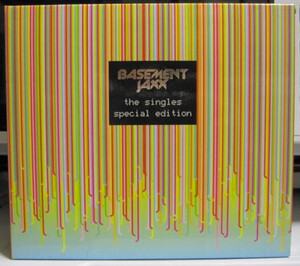 BASEMENT
JAXX
the singles
special edition